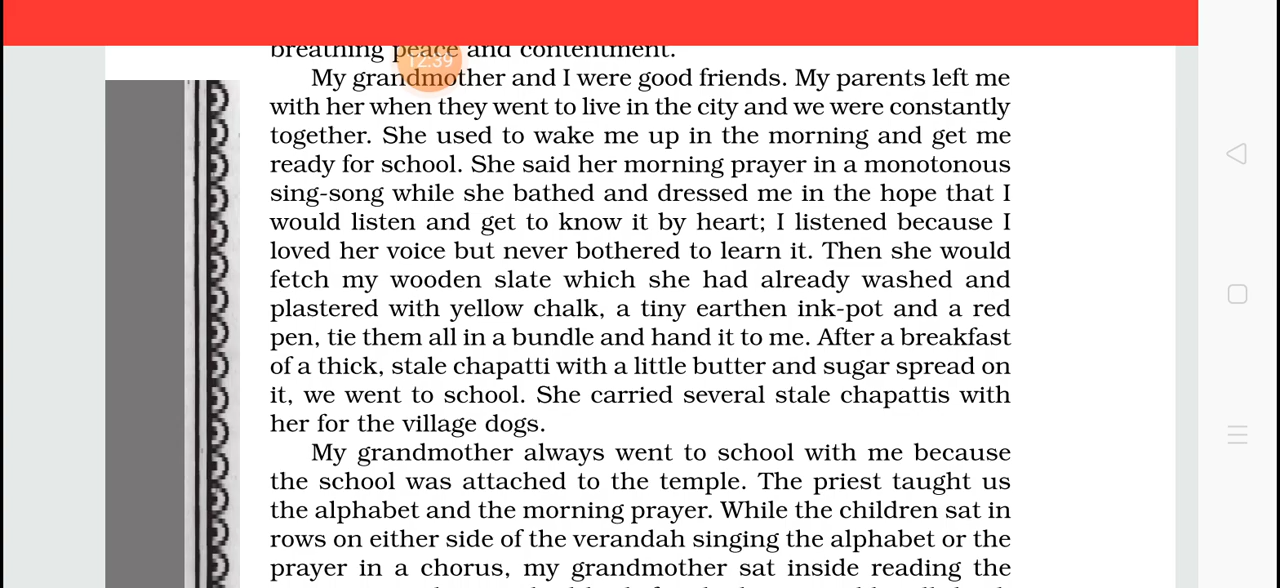 breathing peace and contentment.
12:39
My grandmother and I were good friends. My parents left me
with her when they went to live in the city and we were constantly
together. She used to wake me up in the morning and get me
ready for school. She said her morning prayer in a monotonous
sing-song while she bathed and dressed me in the hope that I
would listen and get to know it by heart; I listened because I
loved her voice but never bothered to learn it. Then she would
fetch my wooden slate which she had already washed and
plastered with yellow chalk, a tiny earthen ink-pot and a red
pen, tie them all in a bundle and hand it to me. After a breakfast
of a thick, stale chapatti with a little butter and sugar spread on
it, we went to school. She carried several stale chapattis with
her for the village dogs.
My grandmother always went to school with me because
the school was attached to the temple. The priest taught us
the alphabet and the morning prayer. While the children sat in
rows on either side of the verandah singing the alphabet or the
prayer in a chorus, my grandmother sat inside reading the